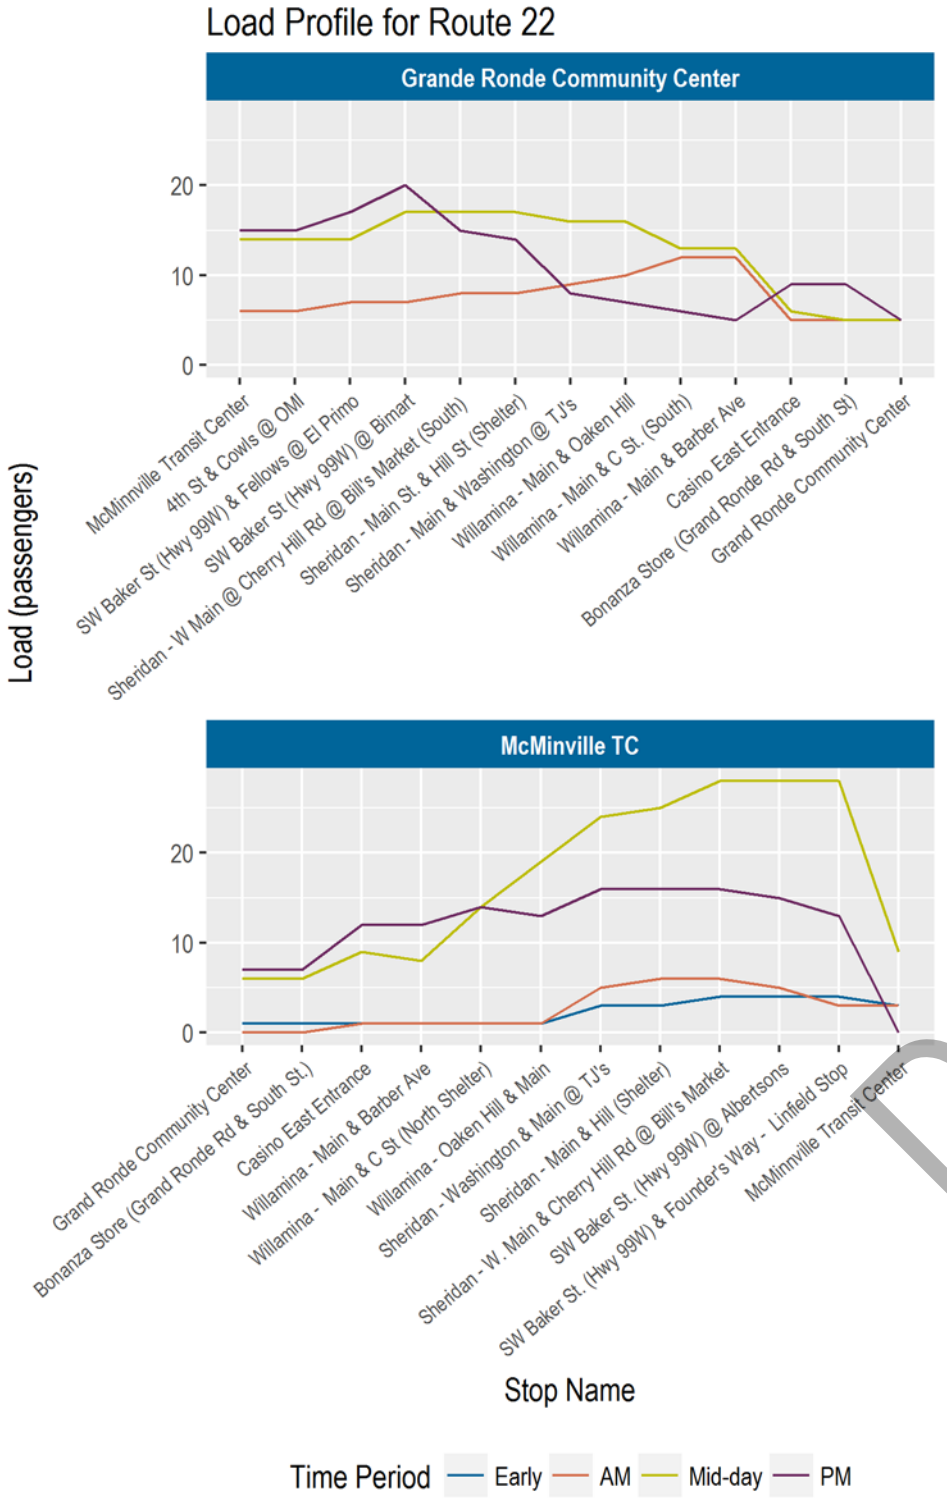 Load Profile for Route 22
Grande Ronde Community Center
20
10
0
McMinnville Transit Center
4th St & Cowls @ OMI
SW Baker St (Hwy 99W) & Fellows @ El Primo
SW Baker St (Hwy 99W) @ Bimart
Sheridan - W Main @ Cherry Hill Rd @ Bill's Market (South)
Sheridan - Main St. & Hill St (Shelter)
Sheridan - Main & Washington @ TJ's
Willamina - Main & Oaken Hill
Willamina - Main & C St. (South)
Willamina - Main & Barber Ave
Casino East Entrance
Bonanza Store (Grand Ronde Rd & South St)
Grand Ronde Community Center
Load (passengers)
McMinville TC
20
10
0
Grand Ronde Community Center
Bonanza Store (Grand Ronde Rd & South St.)
Casino East Entrance
Willamina - Main & Barber Ave
Willamina - Main & C St (North Shelter)
Willamina - Oaken Hill & Main
Sheridan - Washington & Main @ TJ's
Sheridan - Main & Hill (Shelter)
Sheridan - W. Main & Cherry Hill Rd @ Bill's Market
SW Baker St. (Hwy 99W) @ Albertsons
SW Baker St. (Hwy 99W) & Founder's Way - Linfield Stop
McMinnville Transit Center
Stop Name
Time Period Early AM Mid-day PM